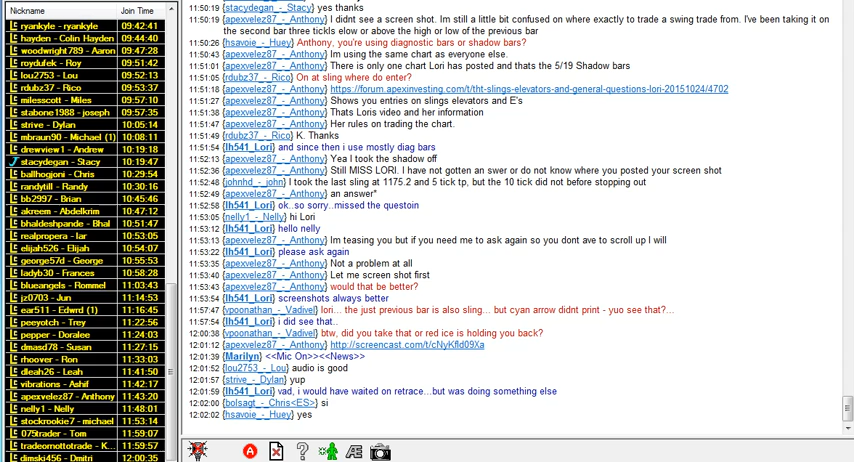 Nickname Join Time
ryankyle - ryankyle 09:42:41
hayden - Colin Hayden 09:44:40
woodwright789 - Aaron 09:47:28
roydufek - Roy 09:51:42
lou2753 - Lou 09:52:13
rdubz37 - Rico 09:53:37
milesscott - Miles 09:57:10
stabone1988 - joseph 09:57:35
strive - Dylan 10:05:14
mbraun90 - Michael (1) 10:08:13
drewview1 - Andrew 10:19:18
stacydegan - Stacy 10:19:47
ballhogjoni - Chris 10:29:54
randytill - Randy 10:30:16
bb2997 - Brian 10:45:46
akreem - Abdelkrim 10:47:12
bhaldeshpande - Bhal 10:51:47
realpropera - Iar 10:53:05
elijah526 - Elijah 10:54:07
george57d - George 10:55:53
ladyb30 - Frances 10:58:28
blueangels - Rommel 11:03:43
jz0703 - Jun 11:14:53
ear511 - Edwrd (1) 11:16:45
peeyotch - Trey 11:22:56
pepper - Doralee 11:24:03
dmasd78 - Susan 11:27:15
rhoover - Ron 11:33:03
dleah26 - Leah 11:41:50
vibrations - Ashif 11:42:17
apexvelez87 - Anthony 11:43:20
nelly1 - Nelly 11:48:01
stockrookie7 - michael 11:53:14
075trader - Tom 11:59:07
tradeornottotrade - K... 11:59:57
dimski456 - Dmitri 12:00:35
11:50:19 {stacydegan_-_Stacy} yes thanks
11:50:19 {apexvelez87_-_Anthony} I didnt see a screen shot. Im still a little bit confused on where exactly to trade a swing trade from. I've been taking it on
the second bar three tickls elow or above the high or low of the previous bar
11:50:26 {hsavoie_-_Huey} Anthony, you're using diagnostic bars or shadow bars?
11:50:43 {apexvelez87_-_Anthony} Im using the same chart as everyone else.
11:51:01 {apexvelez87_-_Anthony} There is only one chart Lori has posted and thats the 5/19 Shadow bars
11:51:05 {rdubz37_-_Rico} On at sling where do enter?
11:51:18 {apexvelez87_-_Anthony} https://forum.apexinvesting.com/t/tht-slings-elevators-and-general-questions-lori-20151024/4702
11:51:27 {apexvelez87_-_Anthony} Shows you entries on slings elevators and E's
11:51:41 {apexvelez87_-_Anthony} Thats Loris video and her information
11:51:47 {apexvelez87_-_Anthony} Her rules on trading the chart.
11:51:49 {rdubz37_-_Rico} K. Thanks
11:51:54 {lh541_Lori} and since then i use mostly diag bars
11:52:13 {apexvelez87_-_Anthony} Yea I took the shadow off
11:52:36 {apexvelez87_-_Anthony} Still MISS LORI. I have not gotten an swer or do not know where you posted your screen shot
11:52:48 {johnhd_-_john} I took the last sling at 1175.2 and 5 tick tp, but the 10 tick did not before stopping out
11:52:49 {apexvelez87_-_Anthony} an answer*
11:52:58 {lh541_Lori} ok..so sorry..missed the questoin
11:53:05 {nelly1_-_Nelly} hi Lori
11:53:12 {lh541_Lori} hello nelly
11:53:13 {apexvelez87_-_Anthony} Im teasing you but if you need me to ask again so you dont ave to scroll up I will
11:53:22 {lh541_Lori} please ask again
11:53:35 {apexvelez87_-_Anthony} Not a problem at all
11:53:40 {apexvelez87_-_Anthony} Let me screen shot first
11:53:43 {apexvelez87_-_Anthony} would that be better?
11:53:54 {lh541_Lori} screenshots always better
11:57:47 {vpoonathan_-_Vadivel} lori... the just previous bar is also sling... but cyan arrow didnt print - yuo see that?...
11:57:54 {lh541_Lori} i did see that..
12:00:38 {vpoonathan_-_Vadivel} btw, did you take that or red ice is holding you back?
12:01:12 {apexvelez87_-_Anthony} http://screencast.com/t/cNyKfld09Xa
12:01:39 {Marilyn} <<Mic On>><<News>>
12:01:52 {lou2753_-_Lou} audio is good
12:01:57 {strive_-_Dylan} yup
12:01:59 {lh541_Lori} vad, i would have waited on retrace...but was doing something else
12:02:00 {bolsagt_-_Chris<ES>} si
12:02:02 {hsavoie_-_Huey} yes
A
?
Æ